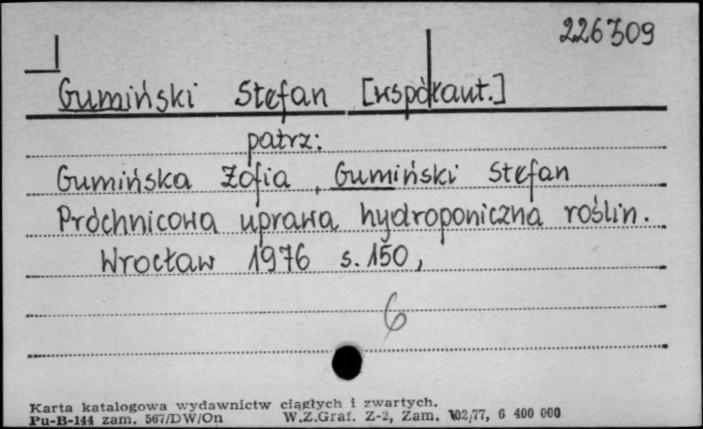 226309
Gumiński Stefan [współaut.]
patrz:
Gumińska Zofia, Gumiński Stefan
Próchnicowa uprawa hydroponiczna roślin.
Wrocław 1976 s. 150,
6
Karta katalogowa wydawnictw ciągłych i zwartych.
Pu-B-144 zam. 567/DW/On W.Z.Graf. Z-2, Zam. 102/77, 6 400 000